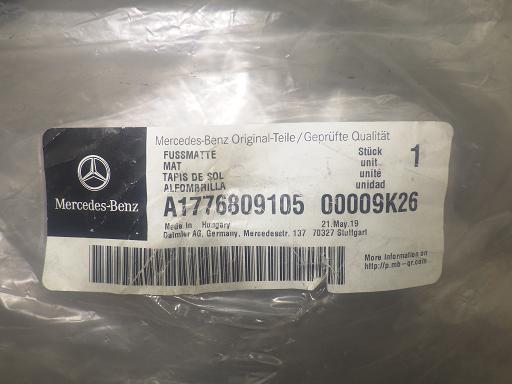 Mercedes-Benz
Mercedes-Benz Original-Teile/Geprüfte Qualität
FUSSMATTE
MAT
TAPIS DE SOL
ALFOMBRILLA
Stück
unit
unité
unidad
1
A1776809105 00009K26
Made in Hungary 21.May.19
Daimler AG, Germany, Mercedesstr. 137 70327 Stuttgart
More Information on
http://p.mb-qr.com